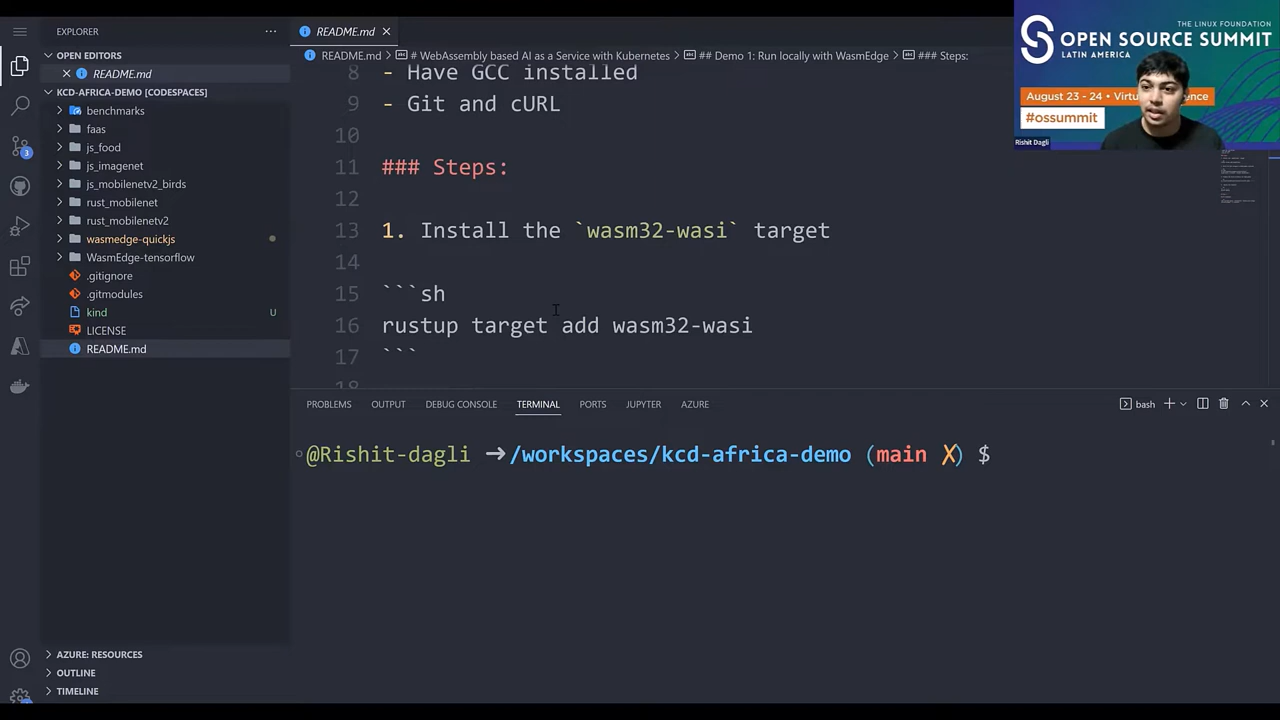 EXPLORER
README.md
THE LINUX FOUNDATION
OPEN SOURCE SUMMIT
LATIN AMERICA
August 23 - 24 • Virtu
#ossummit
Rishit Dagli
OPEN EDITORS
README.md
KCD-AFRICA-DEMO [CODESPACES]
benchmarks
faas
js_food
js_imagenet
js_mobilenetv2_birds
rust_mobilenet
rust_mobilenetv2
wasmedge-quickjs
WasmEdge-tensorflow
.gitignore
.gitmodules
kind U
LICENSE
README.md
AZURE: RESOURCES
OUTLINE
TIMELINE
3
README.md > # WebAssembly based AI as a Service with Kubernetes > ## Demo 1: Run locally with WasmEdge > ### Steps:
8 - Have GCC installed
9 - Git and cURL
10
11 ### Steps:
12
13 1. Install the `wasm32-wasi` target
14
15 ```sh
16 rustup target add wasm32-wasi
17 ```
18
PROBLEMS OUTPUT DEBUG CONSOLE TERMINAL PORTS JUPYTER AZURE
bash
@Rishit-dagli ➜/workspaces/kcd-africa-demo (main ✗) $